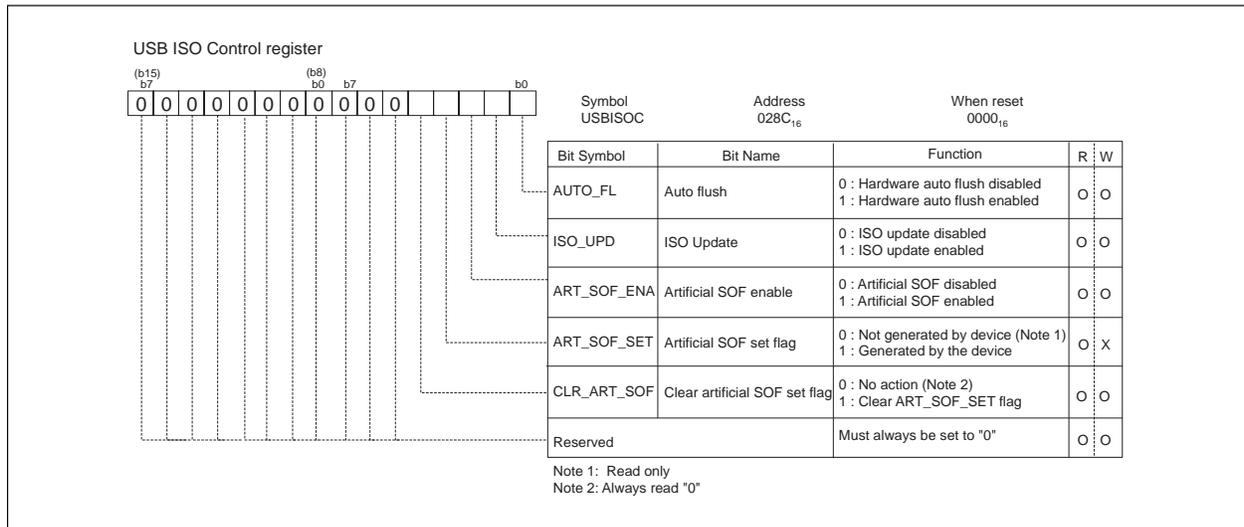 USB ISO Control register
(b15) (b8)
b7 b0 b7 b0
0 0 0 0 0 0 0 0 0 0 0
Symbol Address When reset
USBISOC 028C₁₆ 0000₁₆
Bit Symbol Bit Name Function R W
AUTO_FL Auto flush 0 : Hardware auto flush disabled O O
1 : Hardware auto flush enabled
ISO_UPD ISO Update 0 : ISO update disabled O O
1 : ISO update enabled
ART_SOF_ENA Artificial SOF enable 0 : Artificial SOF disabled O O
1 : Artificial SOF enabled
ART_SOF_SET Artificial SOF set flag 0 : Not generated by device (Note 1) O X
1 : Generated by the device
CLR_ART_SOF Clear artificial SOF set flag 0 : No action (Note 2) O O
1 : Clear ART_SOF_SET flag
Reserved Must always be set to "0" O O
Note 1: Read only
Note 2: Always read "0"